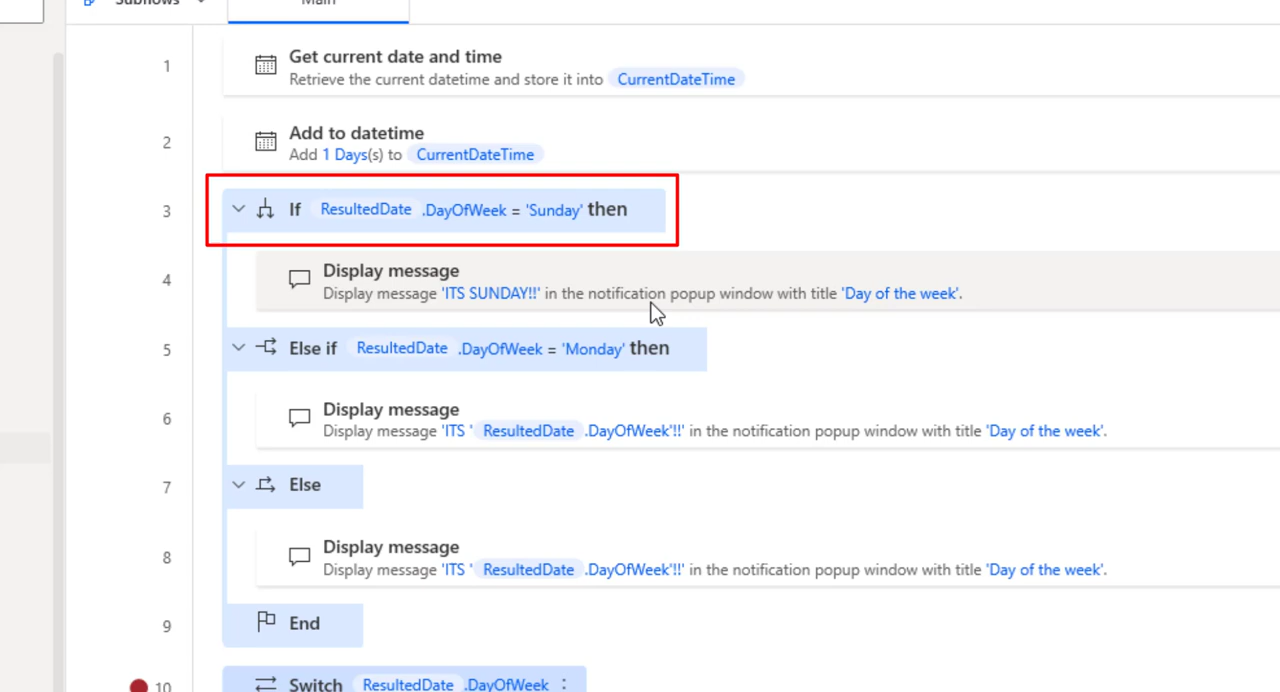 Subflows
Main
1
Get current date and time
Retrieve the current datetime and store it into CurrentDateTime
2
Add to datetime
Add 1 Days(s) to CurrentDateTime
3
If ResultedDate .DayOfWeek = 'Sunday' then
4
Display message
Display message 'ITS SUNDAY!!' in the notification popup window with title 'Day of the week'.
5
Else if ResultedDate .DayOfWeek = 'Monday' then
6
Display message
Display message 'ITS ' ResultedDate .DayOfWeek'!!' in the notification popup window with title 'Day of the week'.
7
Else
8
Display message
Display message 'ITS ' ResultedDate .DayOfWeek'!!' in the notification popup window with title 'Day of the week'.
9
End
10
Switch ResultedDate .DayOfWeek :